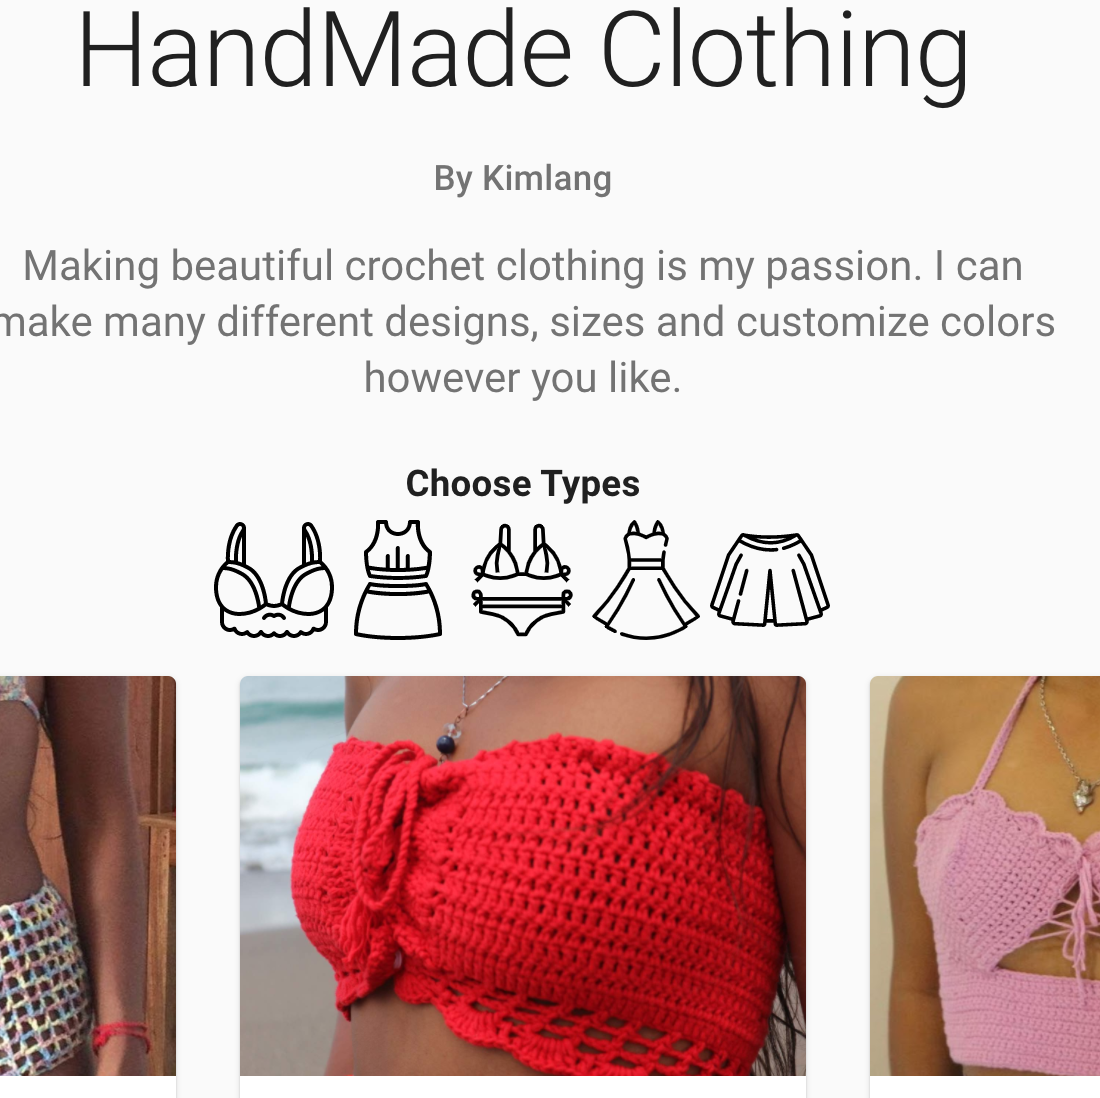 HandMade Clothing
By Kimlang
Making beautiful crochet clothing is my passion. I can
make many different designs, sizes and customize colors
however you like.
Choose Types